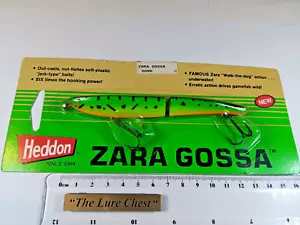 • Out-casts, out-fishes soft-plastic
"jerk-type" baits!
• SIX times the hooking power!
ZARA GOSSA
• FAMOUS Zara "Walk-the-dog" action...
underwater!
• Erratic action drives gamefish wild!
NEW
Heddon
SINCE 1894
ZARA GOSSA™
"The Lure Chest"